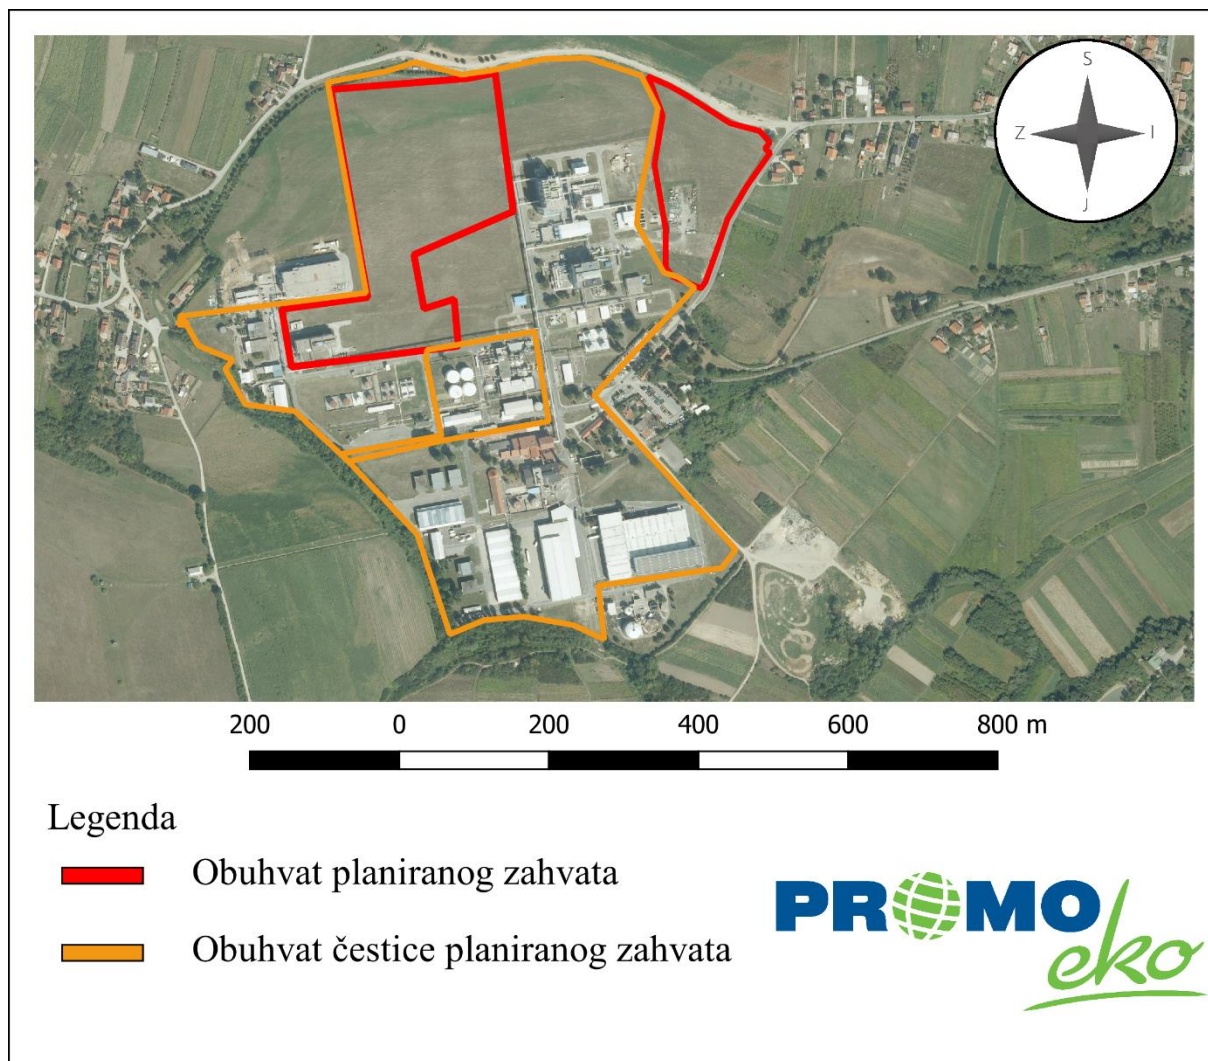 S
Z I
J
200 0 200 400 600 800 m
Legenda
Obuhvat planiranog zahvata
Obuhvat čestice planiranog zahvata
PROMO
eko